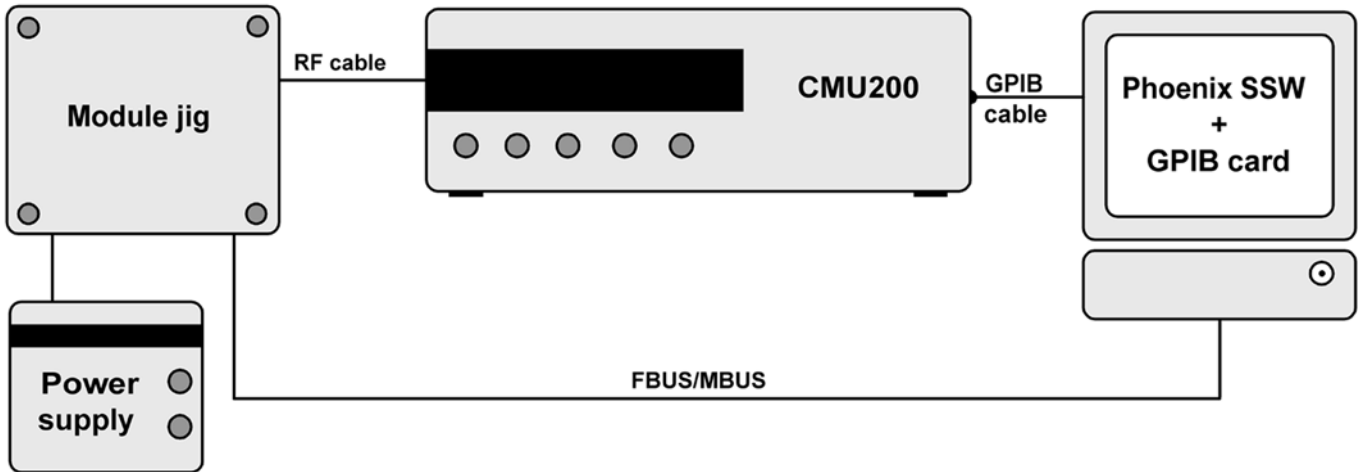 Module jig
RF cable
CMU200
GPIB
cable
Phoenix SSW
+
GPIB card
Power
supply
FBUS/MBUS